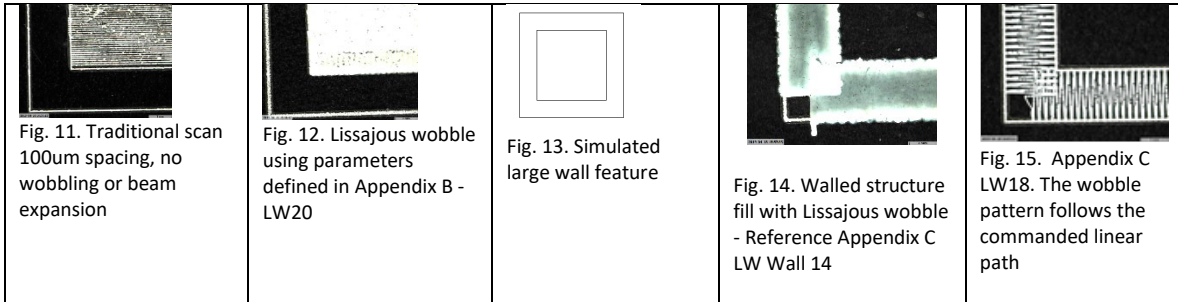 Fig. 11. Traditional scan
100um spacing, no
wobbling or beam
expansion
Fig. 12. Lissajous wobble
using parameters
defined in Appendix B -
LW20
Fig. 13. Simulated
large wall feature
Fig. 14. Walled structure
fill with Lissajous wobble
- Reference Appendix C
LW Wall 14
Fig. 15.  Appendix C
LW18. The wobble
pattern follows the
commanded linear
path